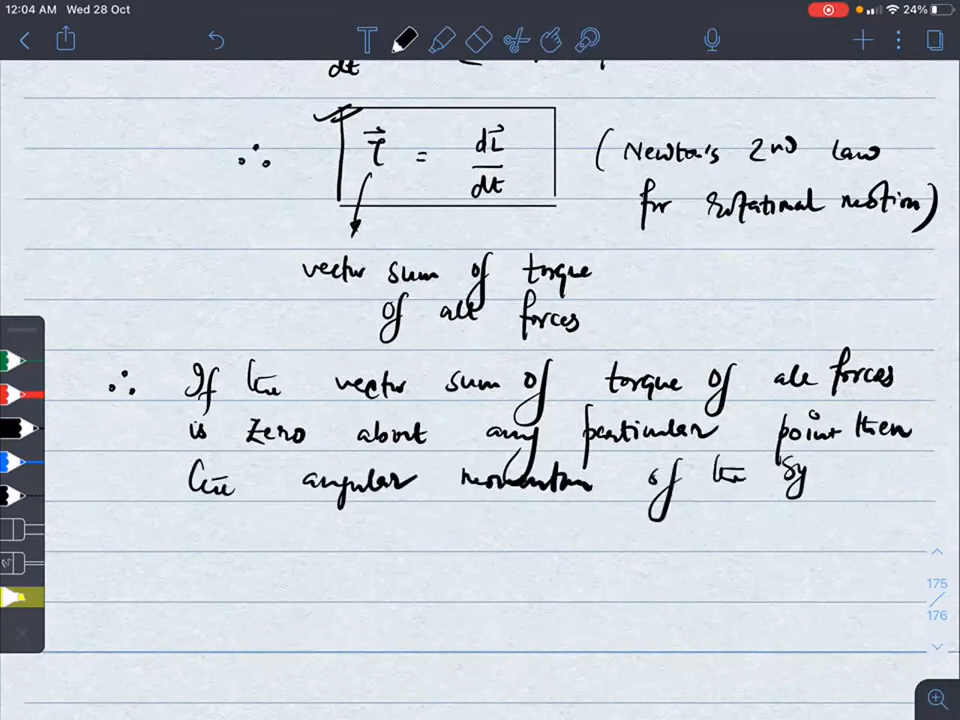 12:04 AM Wed 28 Oct 24%
dt
∴ τ⃗ = dL⃗/dt (Newton's 2nd law
for rotational motion)
vector sum of torque
of all forces
∴ If the vector sum of torque of all forces
is zero about any particular point then
the angular momentum of the sy
175
/
176